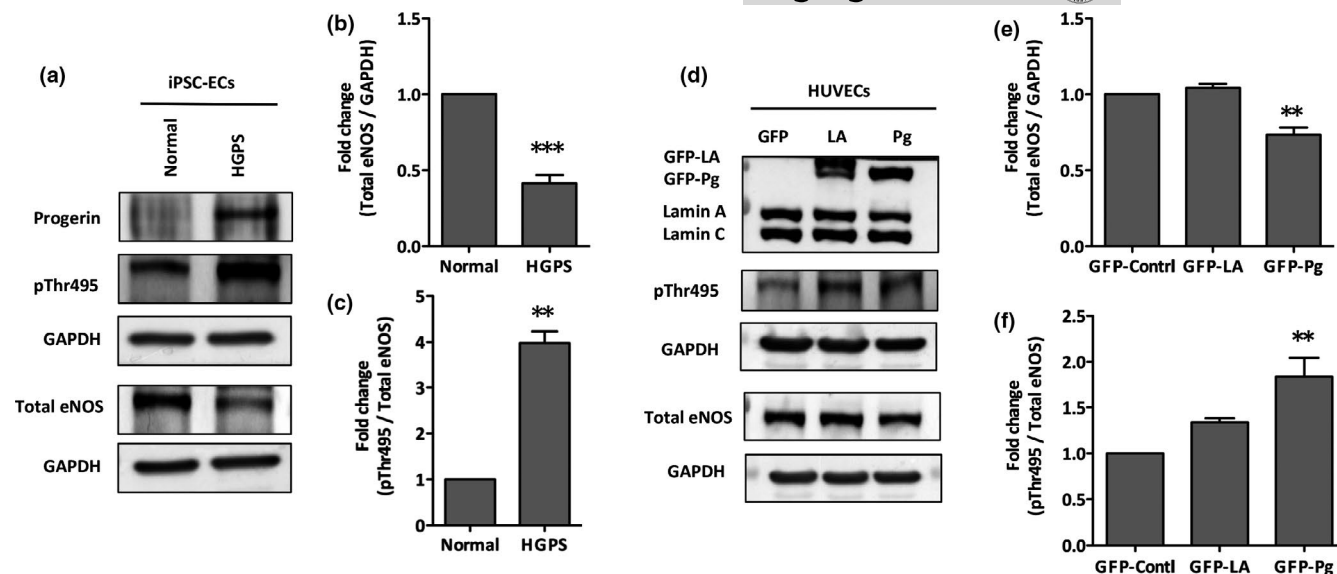 (a)
iPSC-ECs
Normal
HGPS
Progerin
pThr495
GAPDH
Total eNOS
GAPDH
(b)
Fold change
(Total eNOS / GAPDH)
1.5
1.0
0.5
0.0
***
Normal HGPS
(c)
Fold change
(pThr495 / Total eNOS)
5
4
3
2
1
0
**
Normal HGPS
(d)
HUVECs
GFP LA Pg
GFP-LA
GFP-Pg
Lamin A
Lamin C
pThr495
GAPDH
Total eNOS
GAPDH
(e)
Fold change
(Total eNOS / GAPDH)
1.5
1.0
0.5
0.0
**
GFP-Contrl GFP-LA GFP-Pg
(f)
Fold change
(pThr495 / Total eNOS)
2.5
2.0
1.5
1.0
0.5
0.0
**
GFP-Contl GFP-LA GFP-Pg